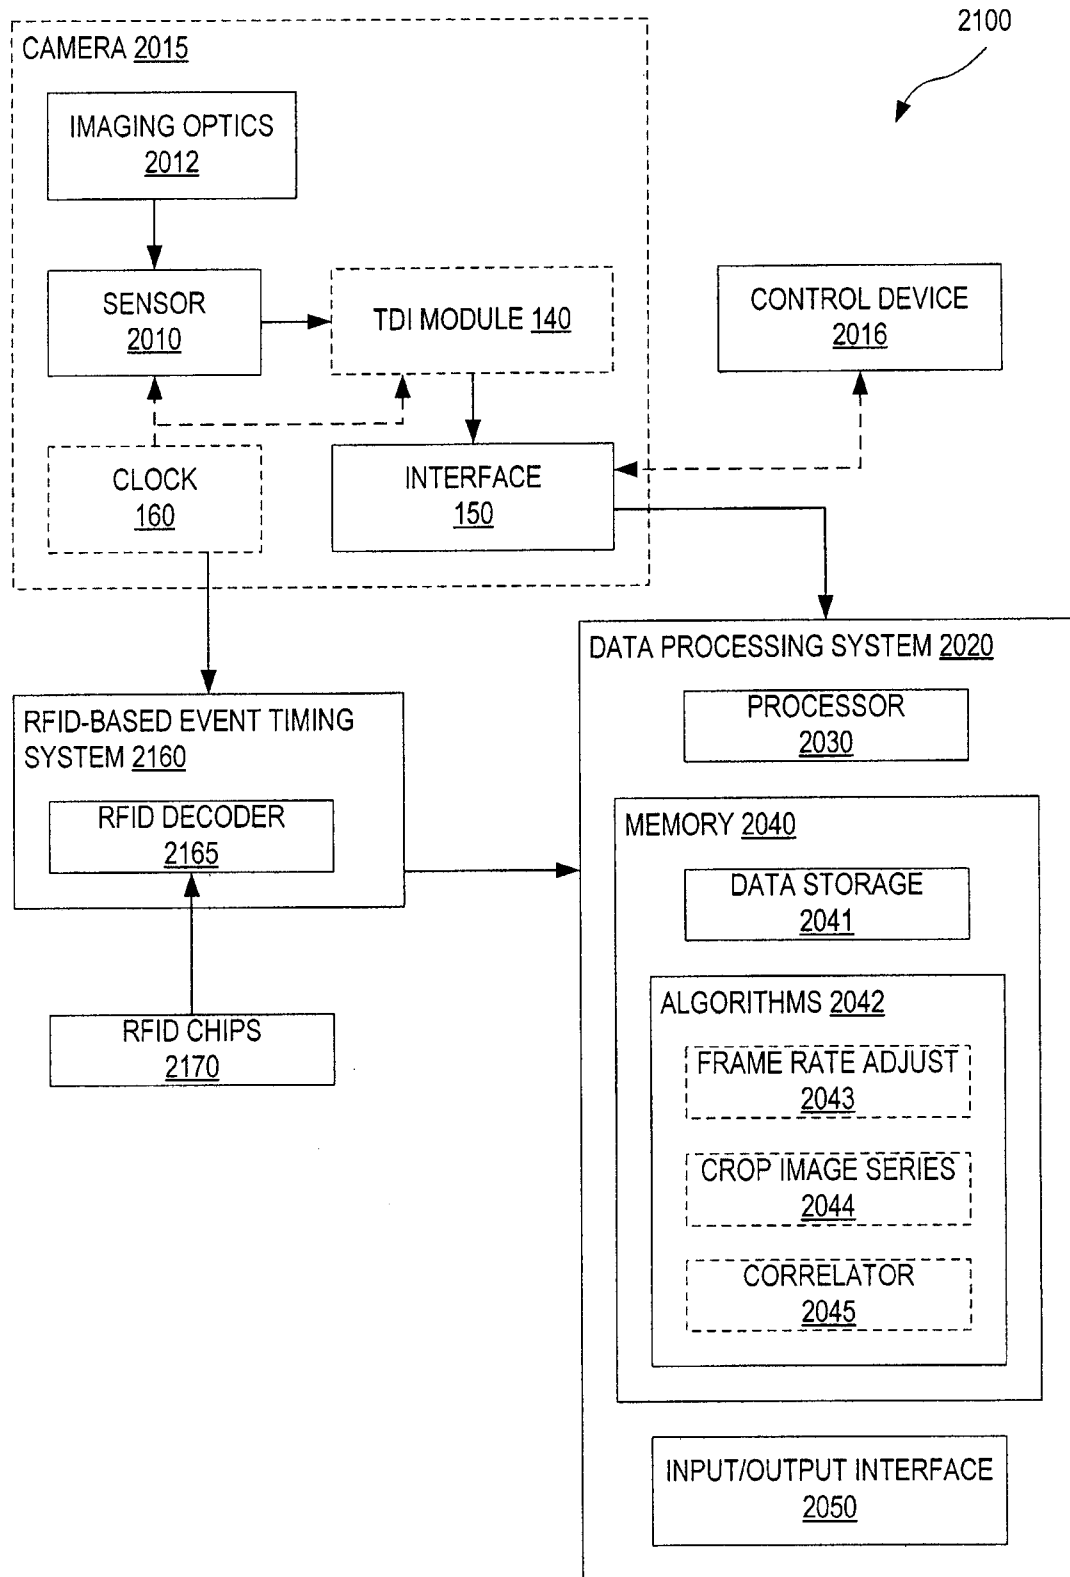 2100
CAMERA 2015
IMAGING OPTICS
2012
SENSOR
2010
TDI MODULE 140
CONTROL DEVICE
2016
CLOCK
160
INTERFACE
150
DATA PROCESSING SYSTEM 2020
PROCESSOR
2030
RFID-BASED EVENT TIMING
SYSTEM 2160
RFID DECODER
2165
MEMORY 2040
DATA STORAGE
2041
RFID CHIPS
2170
ALGORITHMS 2042
FRAME RATE ADJUST
2043
CROP IMAGE SERIES
2044
CORRELATOR
2045
INPUT/OUTPUT INTERFACE
2050